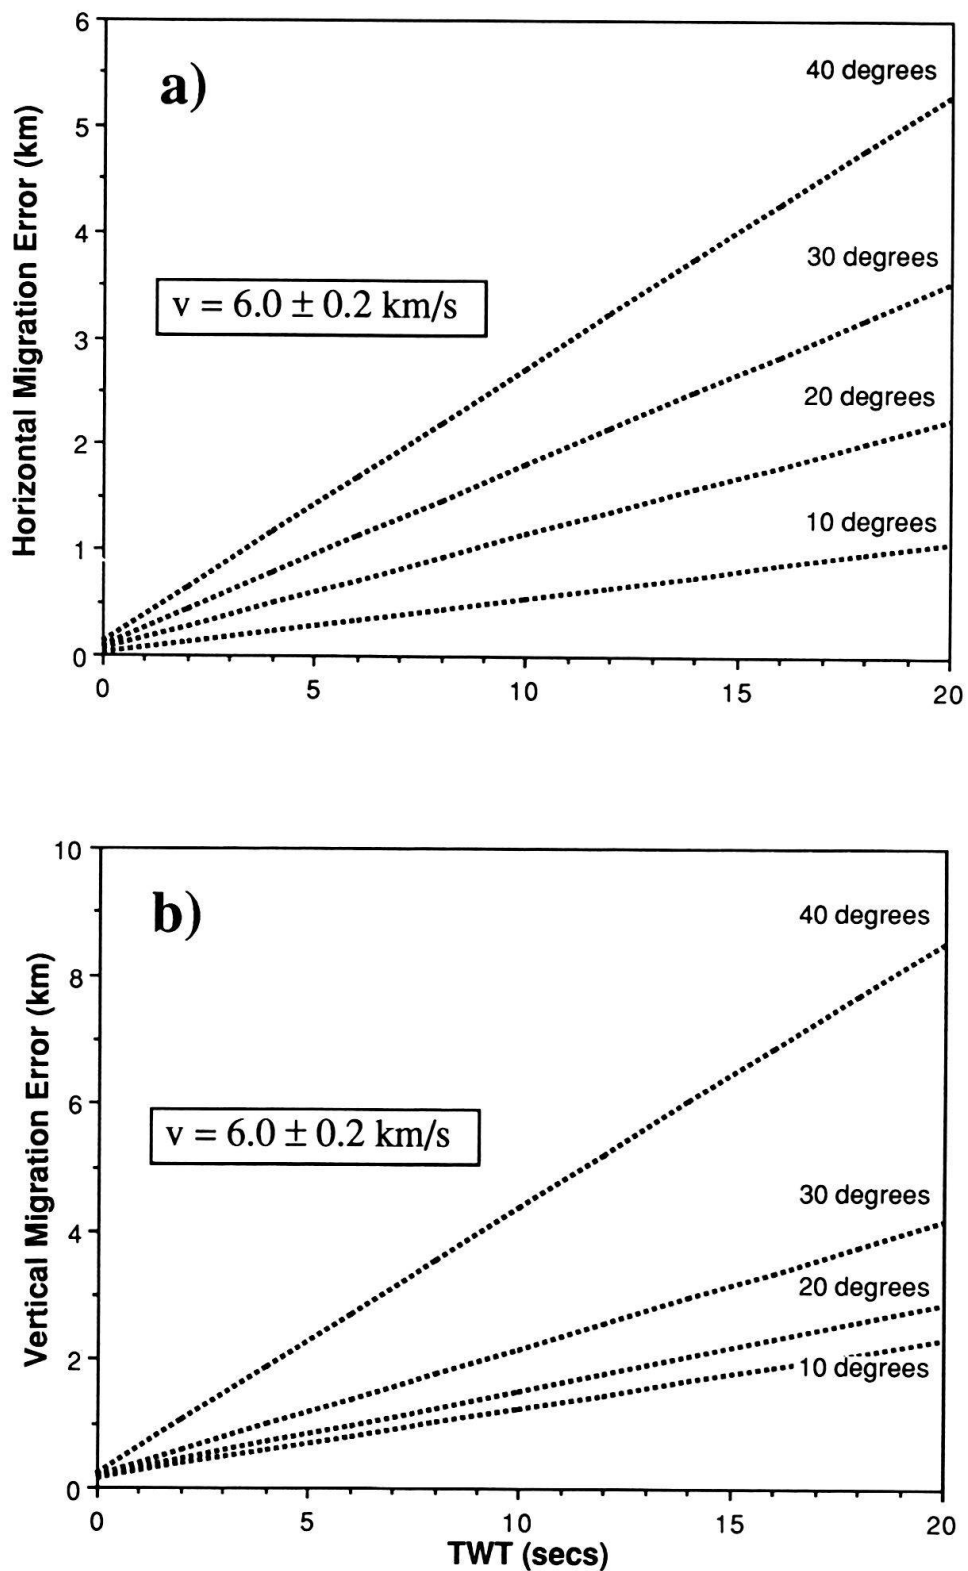 a)
Horizontal Migration Error (km)
6
5
4
3
2
1
0
40 degrees
30 degrees
20 degrees
10 degrees
v = 6.0 ± 0.2 km/s
0 5 10 15 20
b)
Vertical Migration Error (km)
10
8
6
4
2
0
40 degrees
30 degrees
20 degrees
10 degrees
v = 6.0 ± 0.2 km/s
0 5 10 15 20
TWT (secs)